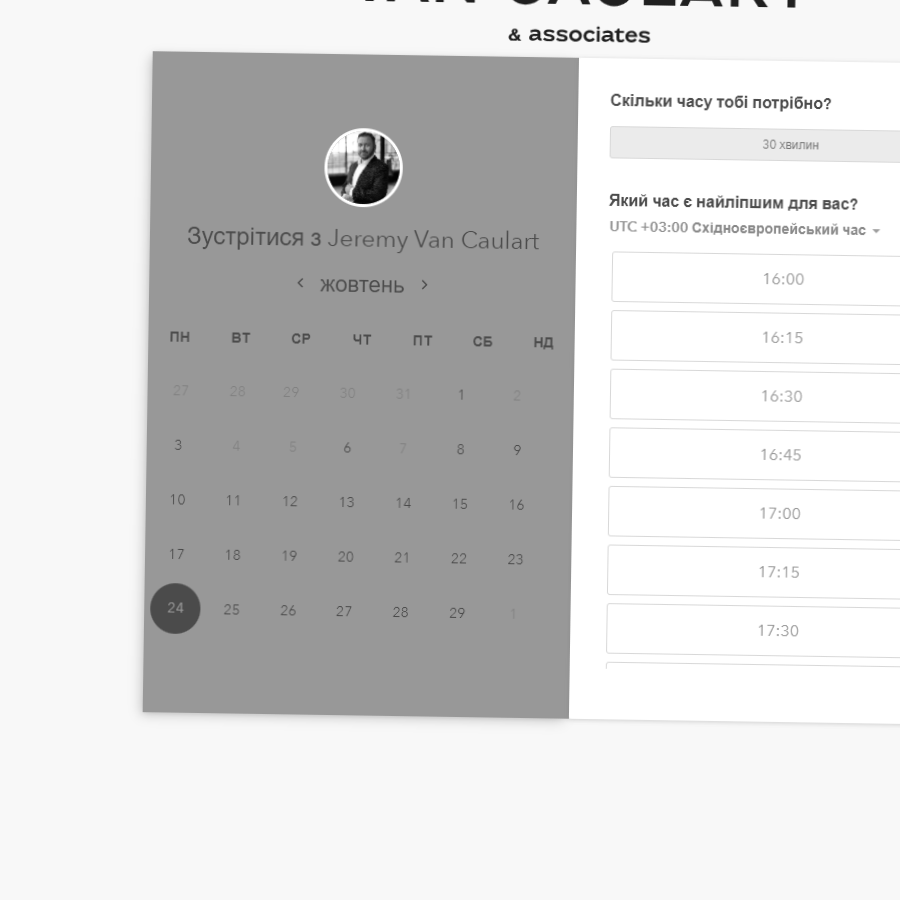 & associates
Зустрітися з Jeremy Van Caulart
жовтень
ПН ВТ СР ЧТ ПТ СБ НД
27 28 29 30 31 1 2
3 4 5 6 7 8 9
10 11 12 13 14 15 16
17 18 19 20 21 22 23
24 25 26 27 28 29 1
Скільки часу тобі потрібно?
30 хвилин
Який час є найліпшим для вас?
UTC +03:00 Східноєвропейський час
16:00
16:15
16:30
16:45
17:00
17:15
17:30